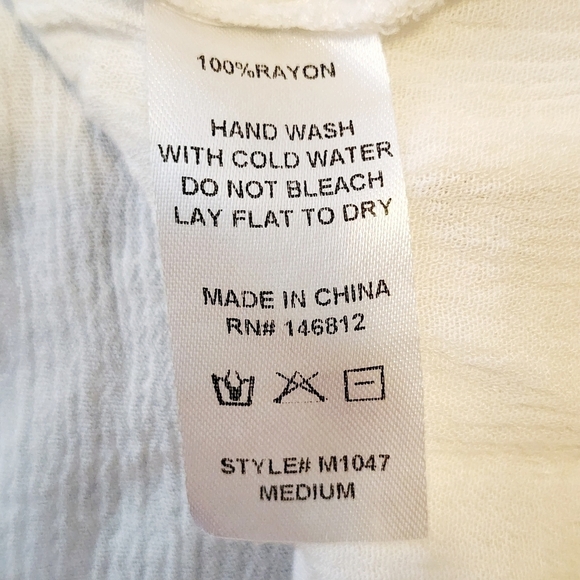 100%RAYON
HAND WASH
WITH COLD WATER
DO NOT BLEACH
LAY FLAT TO DRY
MADE IN CHINA
RN# 146812
STYLE# M1047
MEDIUM